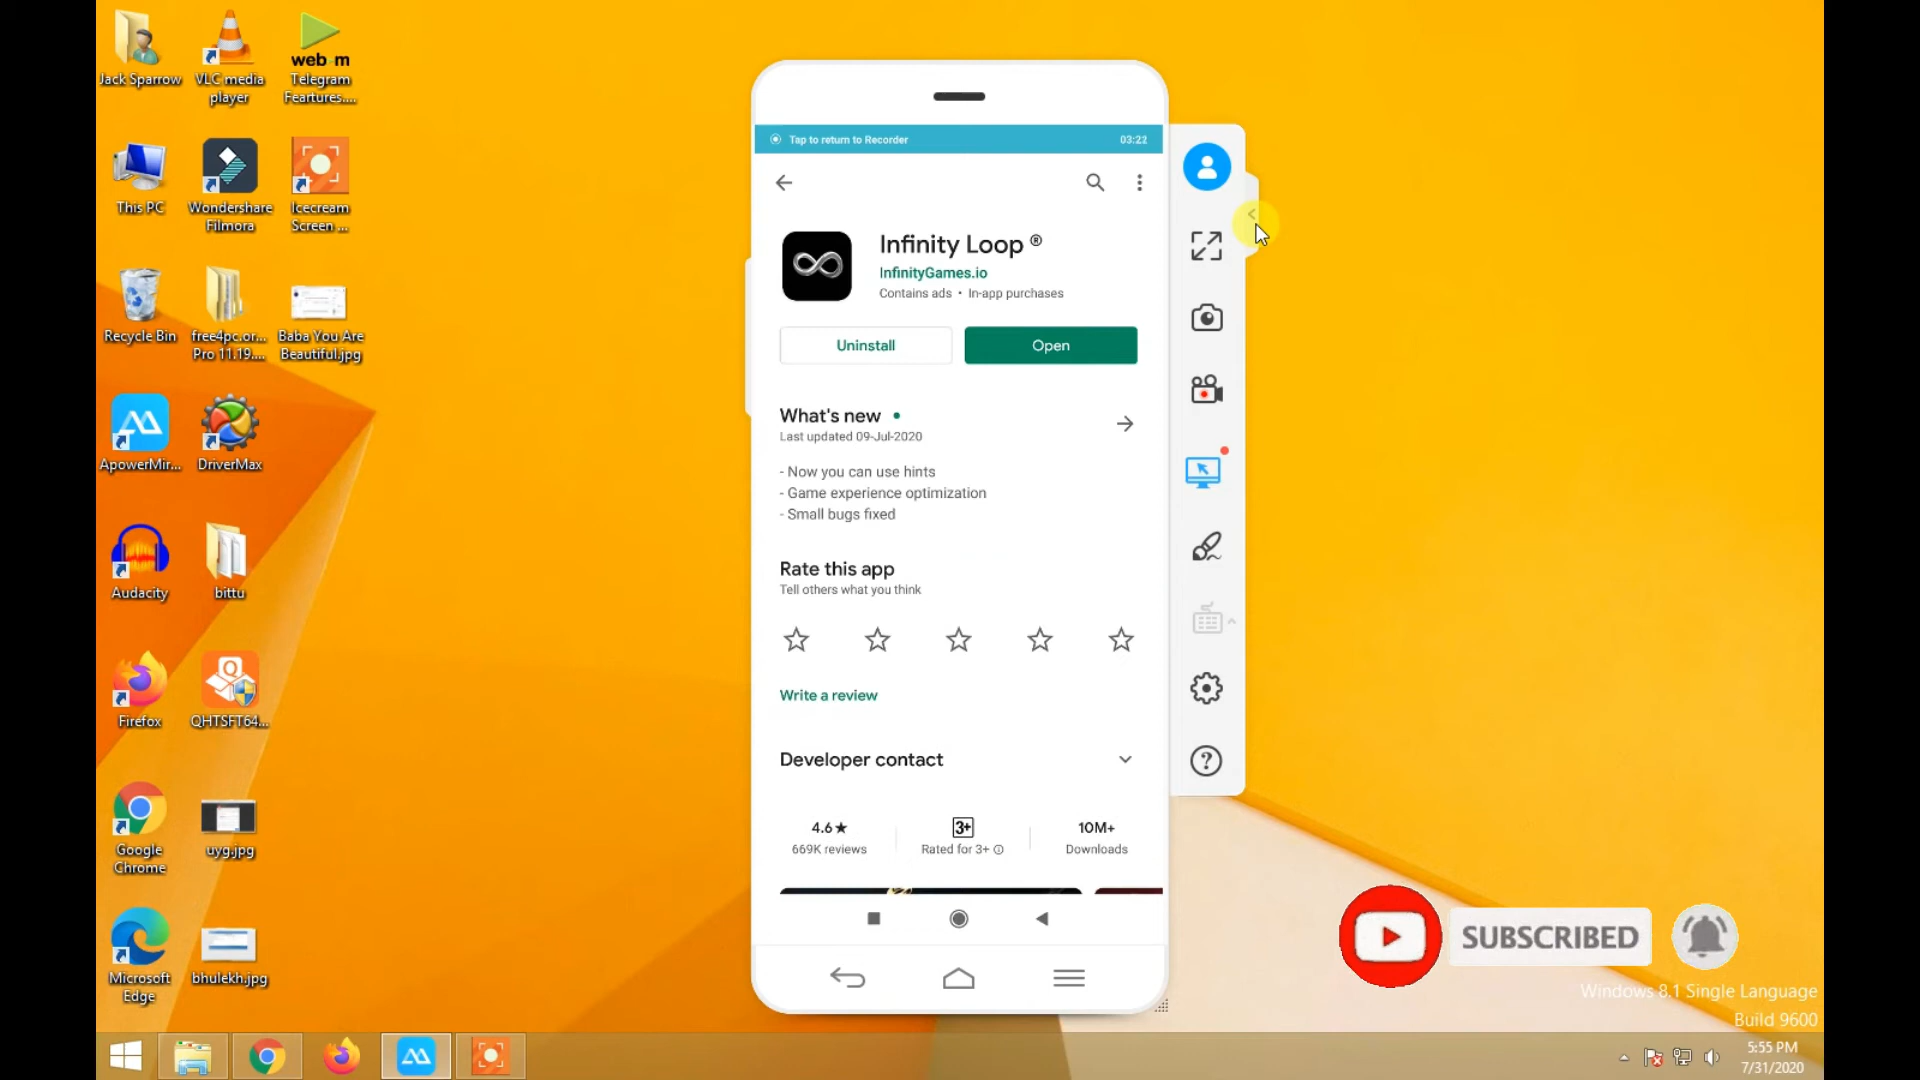 Jack Sparrow
VLC media
player
web-m
Telegram
Feartures....
This PC
Wondershare
Filmora
Icecream
Screen ...
Recycle Bin
free4pc.or...
Pro 11.19....
Baba You Are
Beautiful.jpg
ApowerMir...
DriverMax
Audacity
bittu
Firefox
QHTSFT64...
Google
Chrome
uyg.jpg
Microsoft
Edge
bhulekh.jpg
Tap to return to Recorder
03:22
Infinity Loop ®
InfinityGames.io
Contains ads • In-app purchases
Uninstall
Open
What's new •
Last updated 09-Jul-2020
- Now you can use hints
- Game experience optimization
- Small bugs fixed
Rate this app
Tell others what you think
Write a review
Developer contact
4.6★
669K reviews
3+
Rated for 3+
10M+
Downloads
SUBSCRIBED
Windows 8.1 Single Language
Build 9600
5:55 PM
7/31/2020